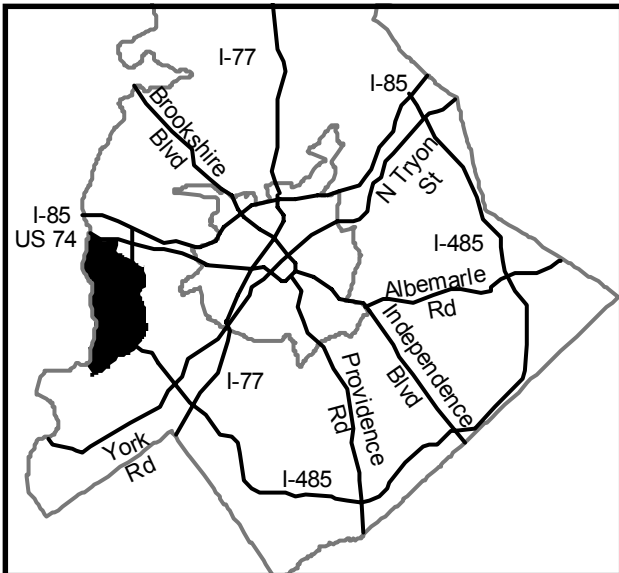 I-77
I-85
Brookshire
Blvd
N Tryon
St
I-85
US 74
I-485
Albemarle
Rd
Independence
Blvd
Providence
Rd
I-77
York
Rd
I-485